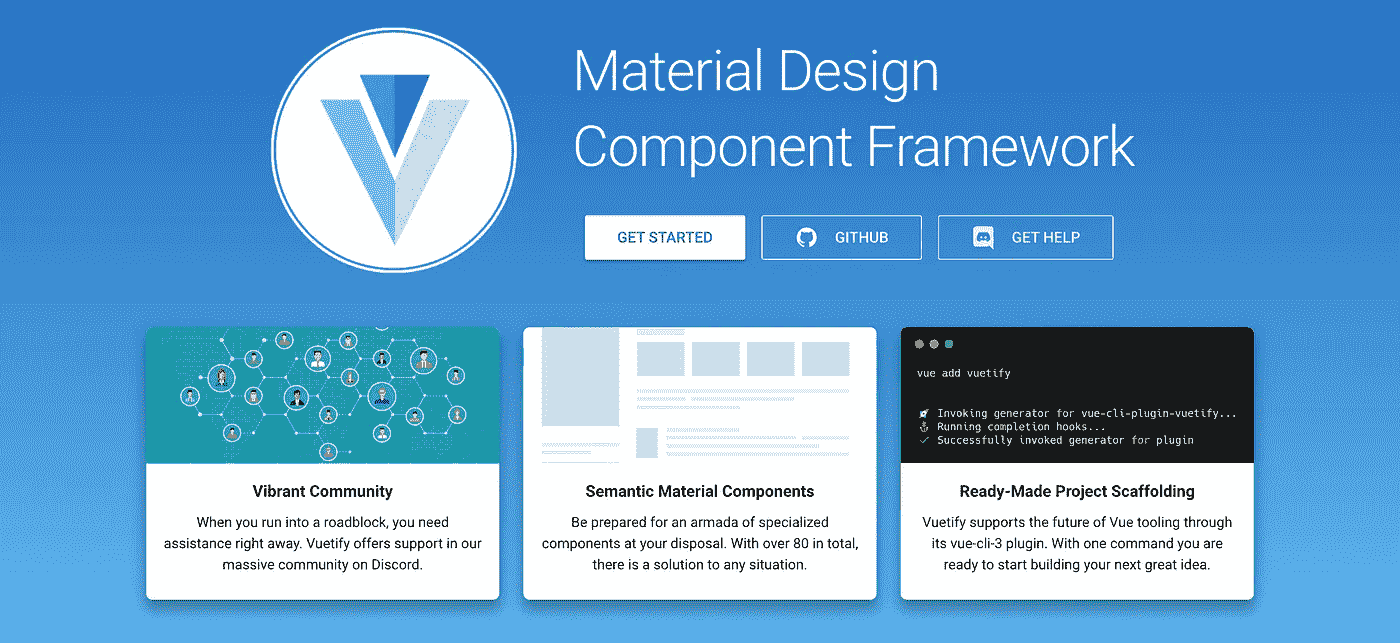 Material Design
Component Framework
GET STARTED
GITHUB
GET HELP
vue add vuetify
Invoking generator for vue-cli-plugin-vuetify...
Running completion hooks...
✓ Successfully invoked generator for plugin
Vibrant Community
When you run into a roadblock, you need
assistance right away. Vuetify offers support in our
massive community on Discord.
Semantic Material Components
Be prepared for an armada of specialized
components at your disposal. With over 80 in total,
there is a solution to any situation.
Ready-Made Project Scaffolding
Vuetify supports the future of Vue tooling through
its vue-cli-3 plugin. With one command you are
ready to start building your next great idea.